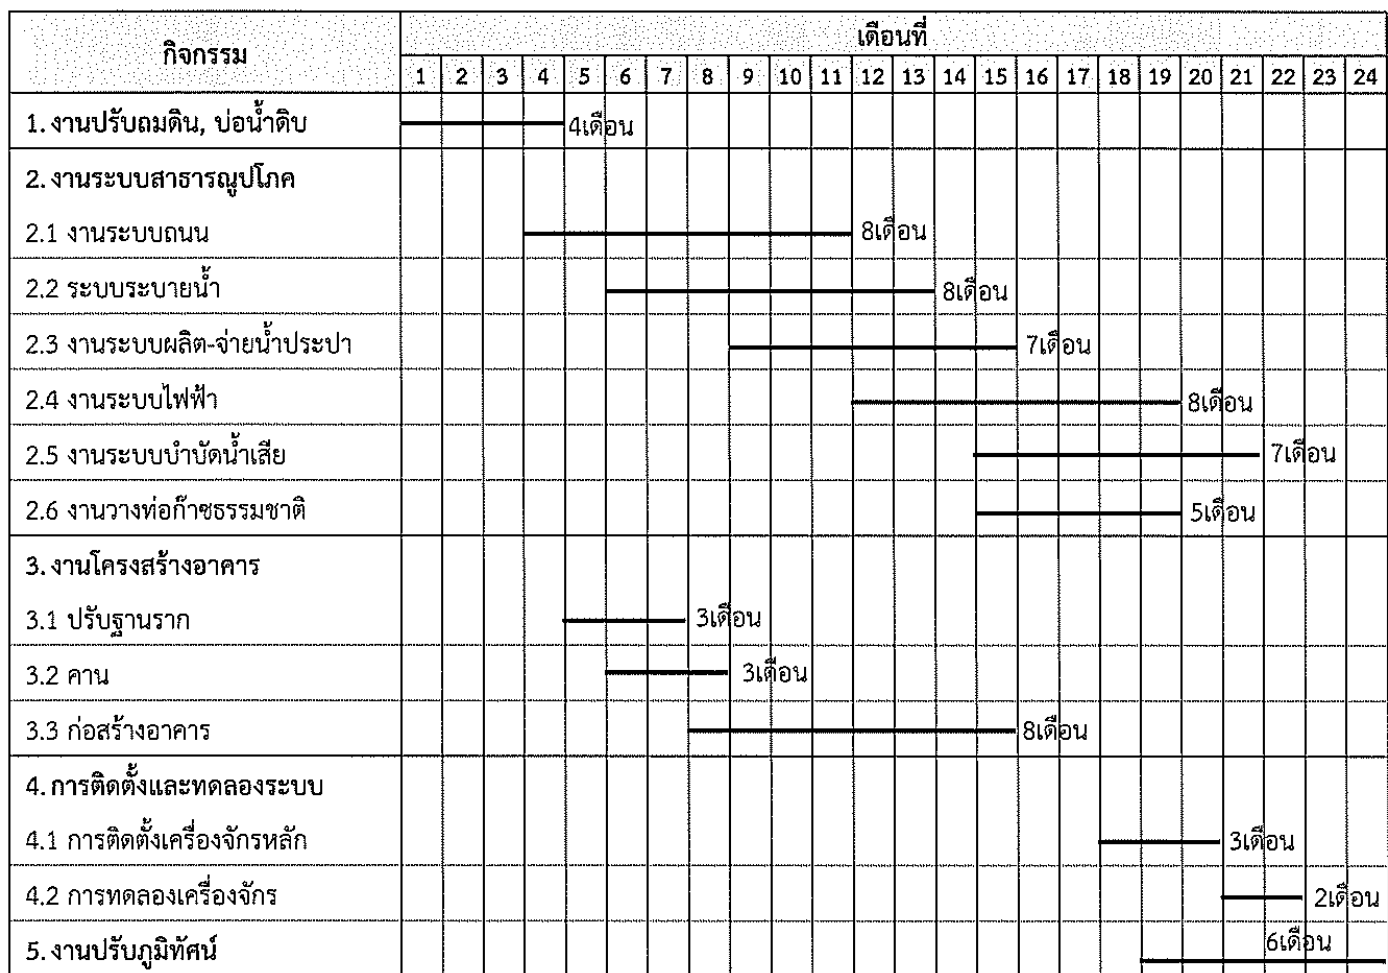 กิจกรรม
เดือนที่
1 2 3 4 5 6 7 8 9 10 11 12 13 14 15 16 17 18 19 20 21 22 23 24
1. งานปรับถมดิน, บ่อน้ำดิบ 4เดือน
2. งานระบบสาธารณูปโภค
2.1 งานระบบถนน 8เดือน
2.2 ระบบระบายน้ำ 8เดือน
2.3 งานระบบผลิต-จ่ายน้ำประปา 7เดือน
2.4 งานระบบไฟฟ้า 8เดือน
2.5 งานระบบบำบัดน้ำเสีย 7เดือน
2.6 งานวางท่อก๊าซธรรมชาติ 5เดือน
3. งานโครงสร้างอาคาร
3.1 ปรับฐานราก 3เดือน
3.2 คาน 3เดือน
3.3 ก่อสร้างอาคาร 8เดือน
4. การติดตั้งและทดลองระบบ
4.1 การติดตั้งเครื่องจักรหลัก 3เดือน
4.2 การทดลองเครื่องจักร 2เดือน
5. งานปรับภูมิทัศน์ 6เดือน